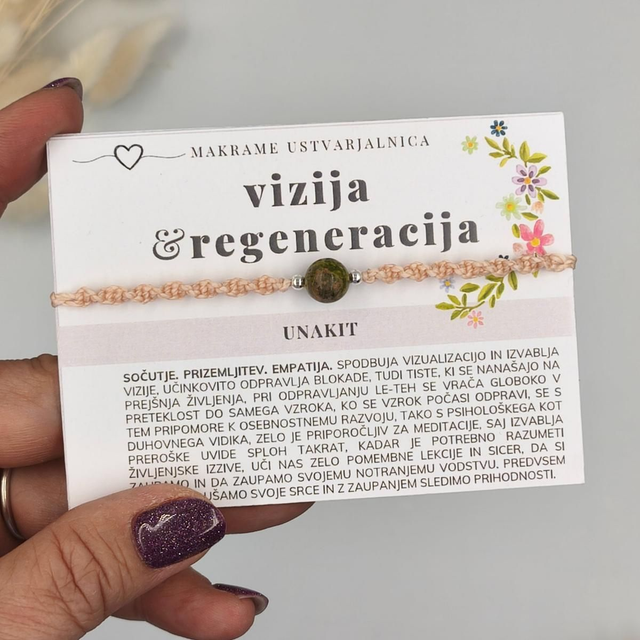 MAKRAME USTVARJALNICA
vizija
&regeneracija
UNAKIT
SOČUTJE. PRIZEMLJITEV. EMPATIJA. SPODBUJA VIZUALIZACIJO IN IZVABLJA
VIZIJE, UČINKOVITO ODPRAVLJA BLOKADE, TUDI TISTE, KI SE NANAŠAJO NA
PREJŠNJA ŽIVLJENJA, PRI ODPRAVLJANJU LE-TEH SE VRAČA GLOBOKO V
PRETEKLOST DO SAMEGA VZROKA, KO SE VZROK POČASI ODPRAVI, SE S
TEM PRIPOMORE K OSEBNOSTNEMU RAZVOJU, TAKO S PSIHOLOŠKEGA KOT
DUHOVNEGA VIDIKA, ZELO JE PRIPOROČLJIV ZA MEDITACIJE, SAJ IZVABLJA
PREROŠKE UVIDE SPLOH TAKRAT, KADAR JE POTREBNO RAZUMETI
ŽIVLJENJSKE IZZIVE, UČI NAS ZELO POMEMBNE LEKCIJE IN SICER, DA SI
ZAUPAMO IN DA ZAUPAMO SVOJEMU NOTRANJEMU VODSTVU. PREDVSEM
SVOJE SRCE IN Z ZAUPANJEM SLEDIMO PRIHODNOSTI.